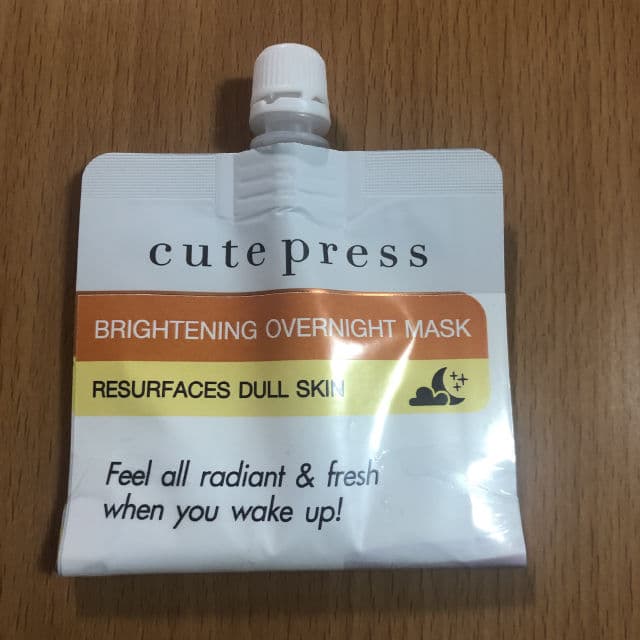 cute press
BRIGHTENING OVERNIGHT MASK
RESURFACES DULL SKIN
Feel all radiant & fresh
when you wake up!